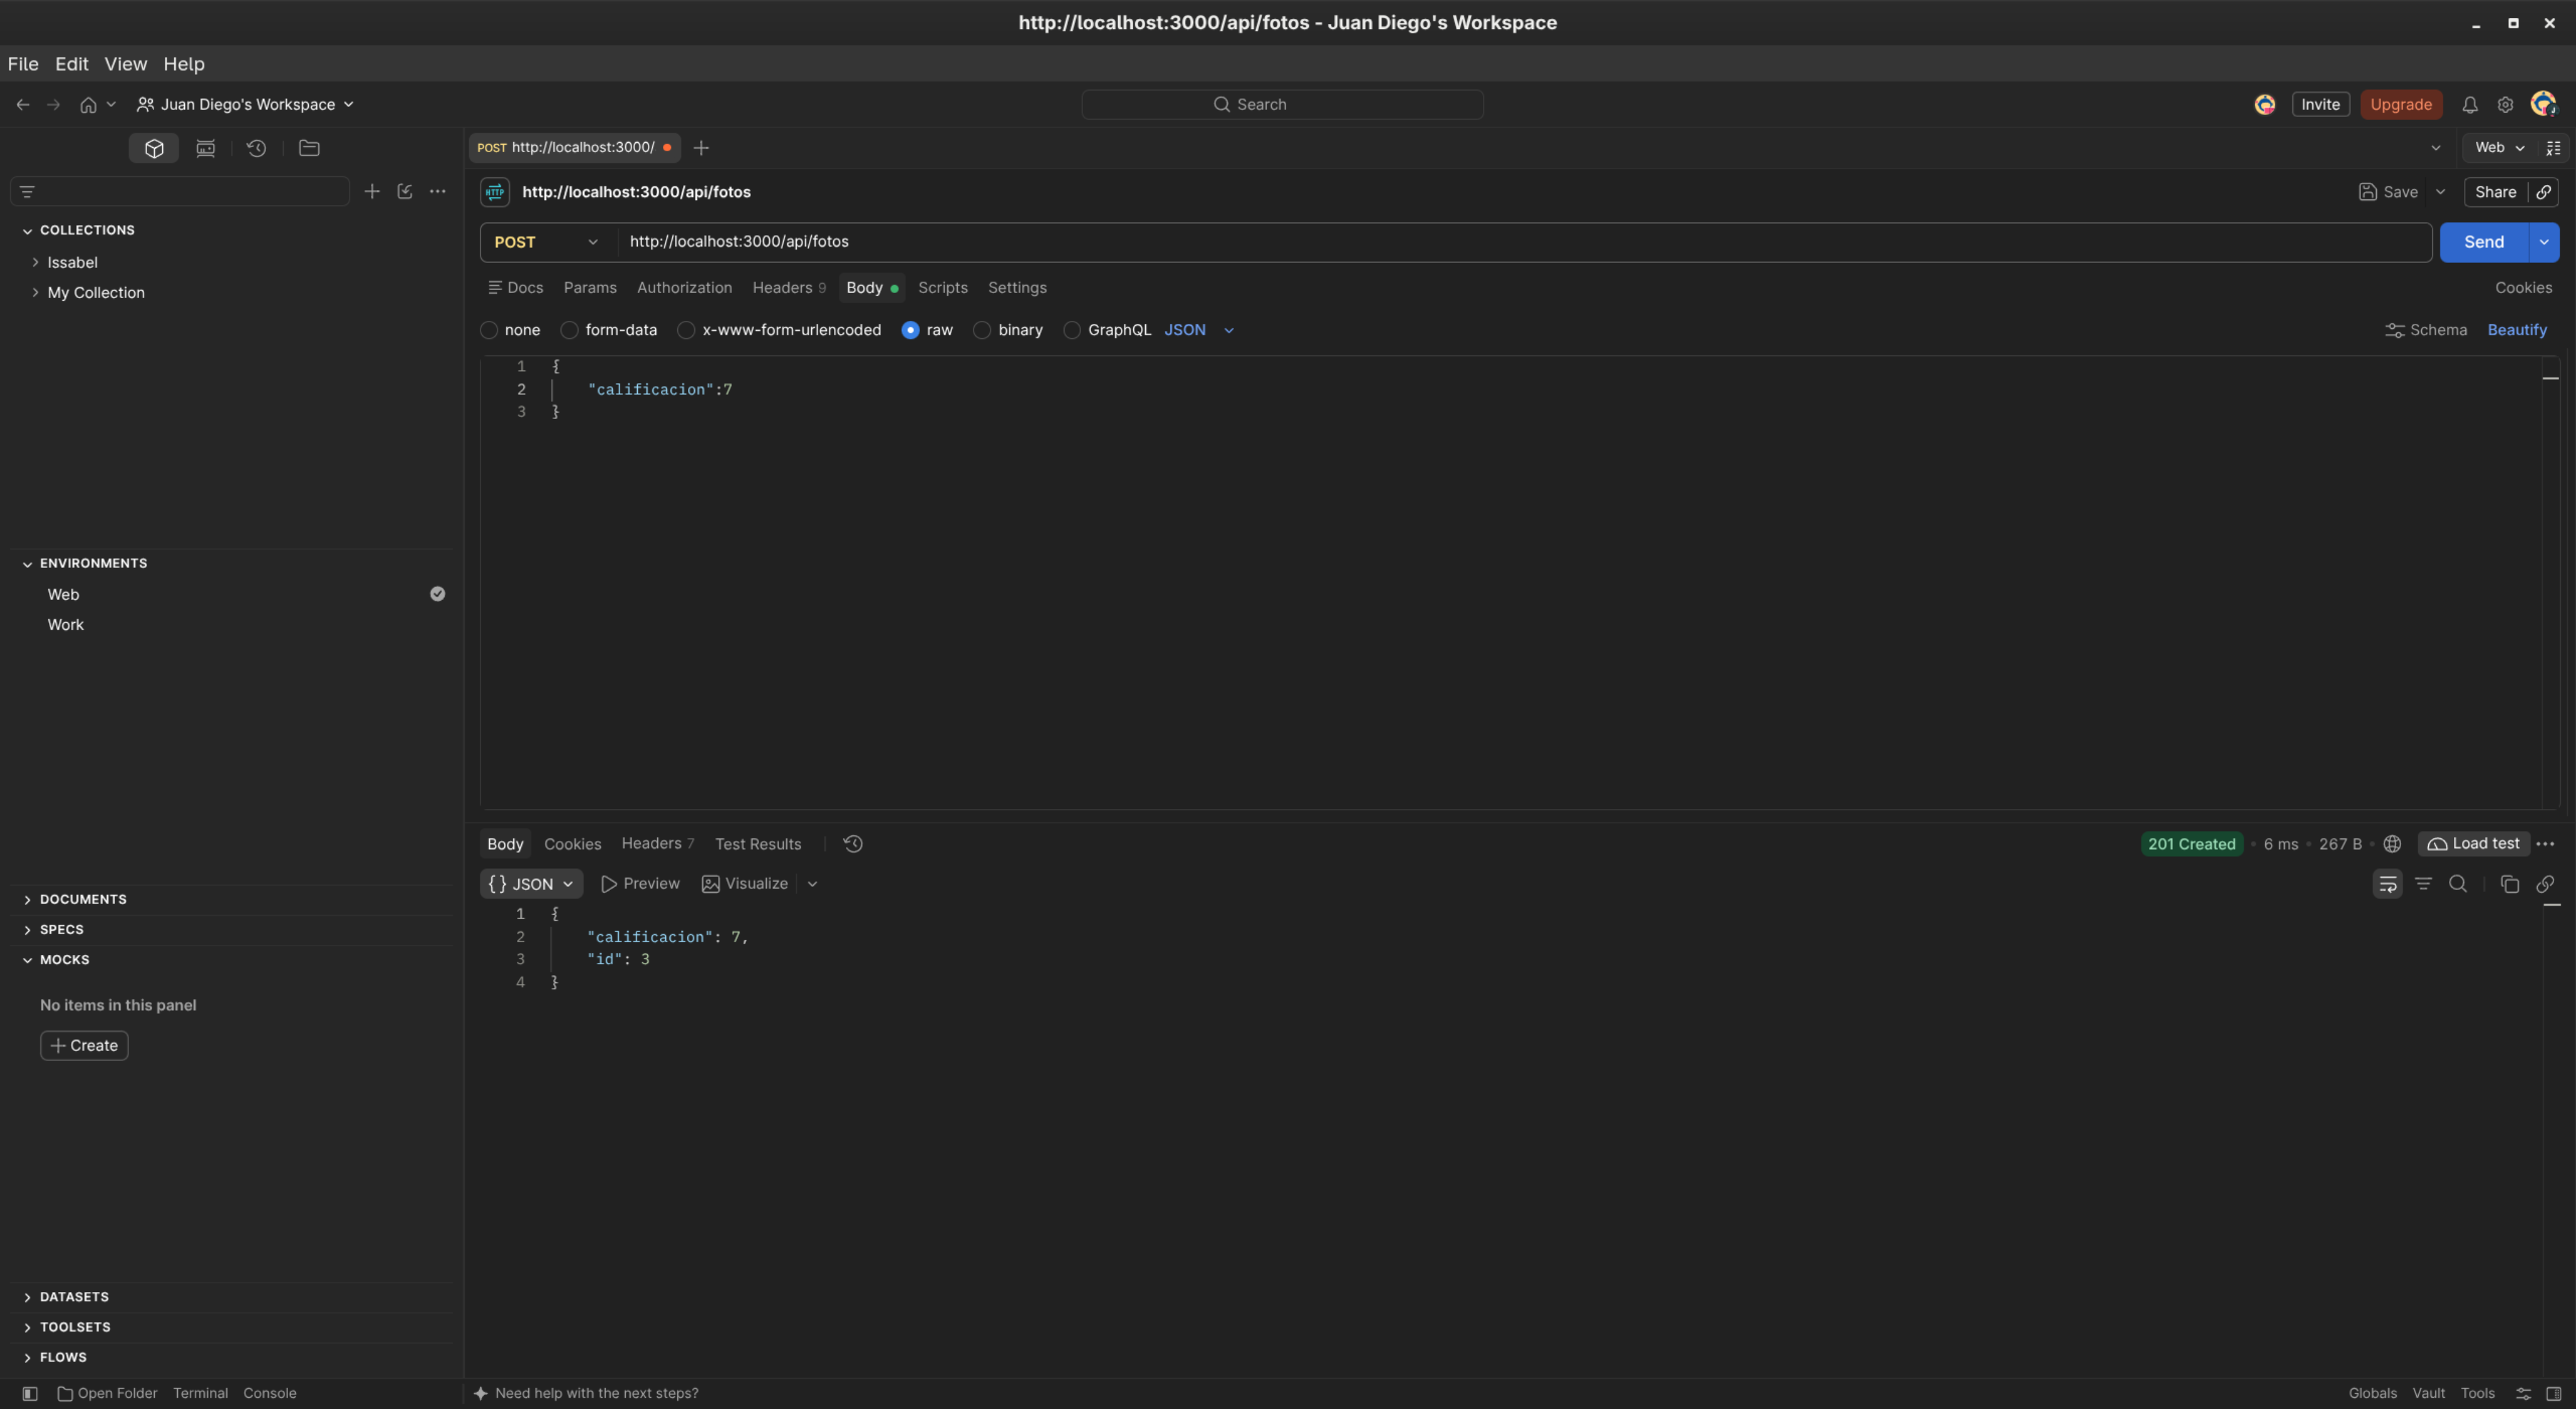 http://localhost:3000/api/fotos - Juan Diego's Workspace
File Edit View Help
Juan Diego's Workspace
Search
Invite
Upgrade
POST http://localhost:3000/
Web
HTTP http://localhost:3000/api/fotos
Save
Share
POST http://localhost:3000/api/fotos
Send
Docs Params Authorization Headers 9 Body Scripts Settings
Cookies
none form-data x-www-form-urlencoded raw binary GraphQL JSON
Schema Beautify
1 {
2 "calificacion":7
3 }
COLLECTIONS
Issabel
My Collection
ENVIRONMENTS
Web
Work
DOCUMENTS
SPECS
MOCKS
No items in this panel
Create
DATASETS
TOOLSETS
FLOWS
Body Cookies Headers 7 Test Results
201 Created 6 ms 267 B Load test
{} JSON Preview Visualize
1 {
2 "calificacion": 7,
3 "id": 3
4 }
Open Folder Terminal Console
Need help with the next steps?
Globals Vault Tools